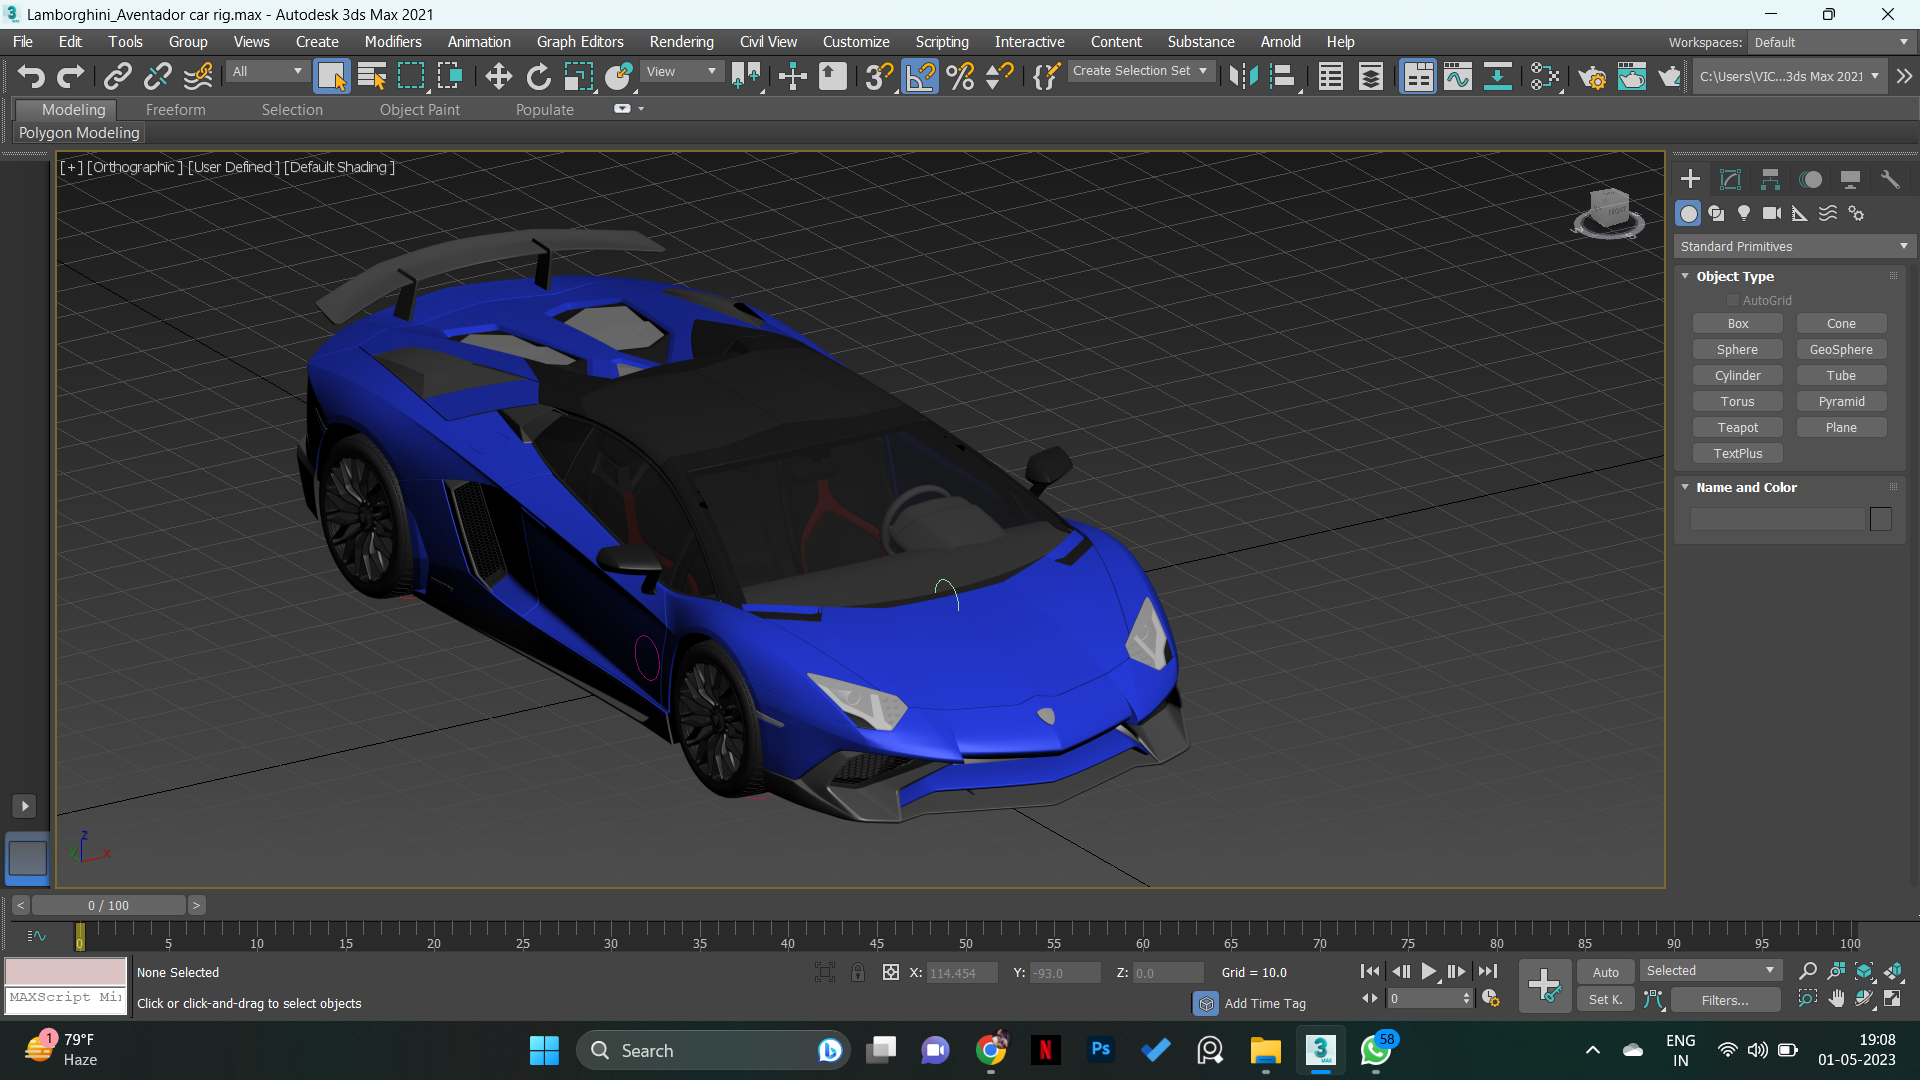 Lamborghini_Aventador car rig.max - Autodesk 3ds Max 2021
File Edit Tools Group Views Create Modifiers Animation Graph Editors Rendering Civil View Customize Scripting Interactive Content Substance Arnold Help Workspaces: Default
All View Create Selection Set C:\Users\VIC...3ds Max 2021
Modeling Freeform Selection Object Paint Populate
Polygon Modeling
[+] [Orthographic ] [User Defined ] [Default Shading ]
FRONT
Standard Primitives
Object Type
AutoGrid
Box Cone
Sphere GeoSphere
Cylinder Tube
Torus Pyramid
Teapot Plane
TextPlus
Name and Color
z
y x
< 0 / 100 >
0 5 10 15 20 25 30 35 40 45 50 55 60 65 70 75 80 85 90 95 100
None Selected X: 114.454 Y: -93.0 Z: 0.0 Grid = 10.0 Auto Selected
MAXScript Mi
Click or click-and-drag to select objects Add Time Tag 0 Set K. Filters...
1 79°F
Haze
Search
Ps
3
MAX
58
ENG
IN
19:08
01-05-2023